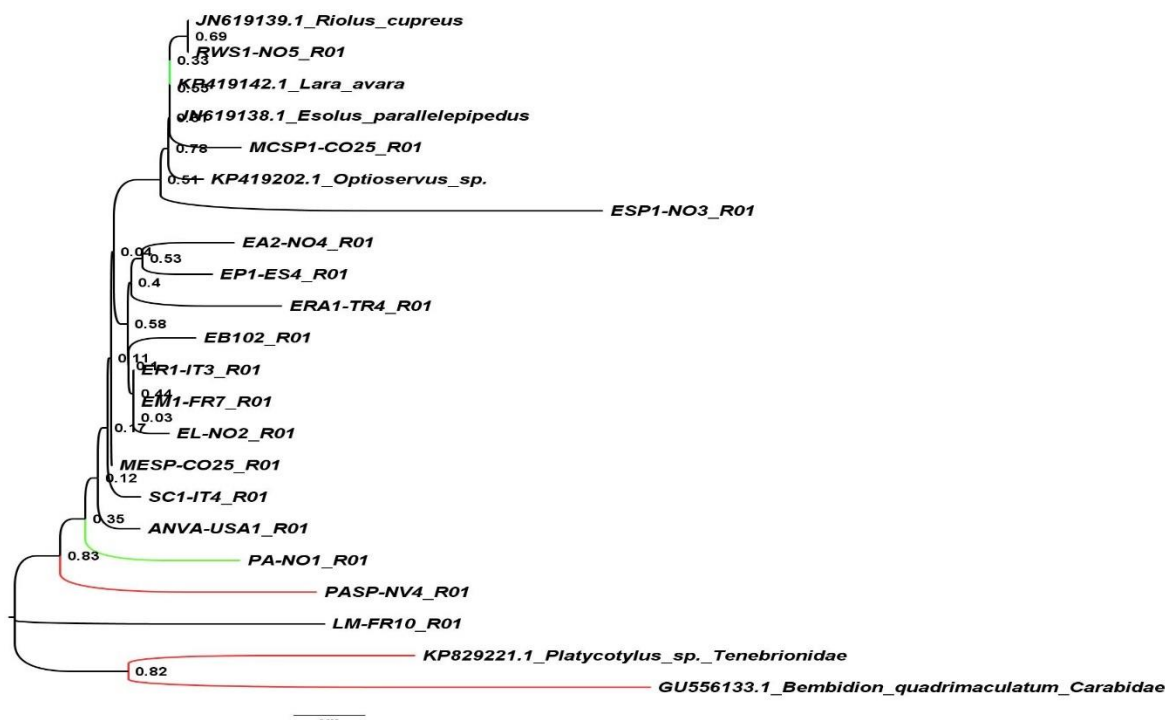 JN619139.1_Riolus_cupreus
0.69
RWS1-NO5_R01
0.33
KP419142.1_Lara_avara
0.55
JN619138.1_Esolus_parallelepipedus
MCSP1-CO25_R01
0.78
KP419202.1_Optioservus_sp.
0.51
ESP1-NO3_R01
EA2-NO4_R01
0.04
0.53
EP1-ES4_R01
0.4
ERA1-TR4_R01
0.58
EB102_R01
0.11
ER1-IT3_R01
0.44
EM1-FR7_R01
0.03
0.17
EL-NO2_R01
MESP-CO25_R01
0.12
SC1-IT4_R01
0.35
ANVA-USA1_R01
0.83
PA-NO1_R01
PASP-NV4_R01
LM-FR10_R01
KP829221.1_Platycotylus_sp._Tenebrionidae
0.82
GU556133.1_Bembidion_quadrimaculatum_Carabidae